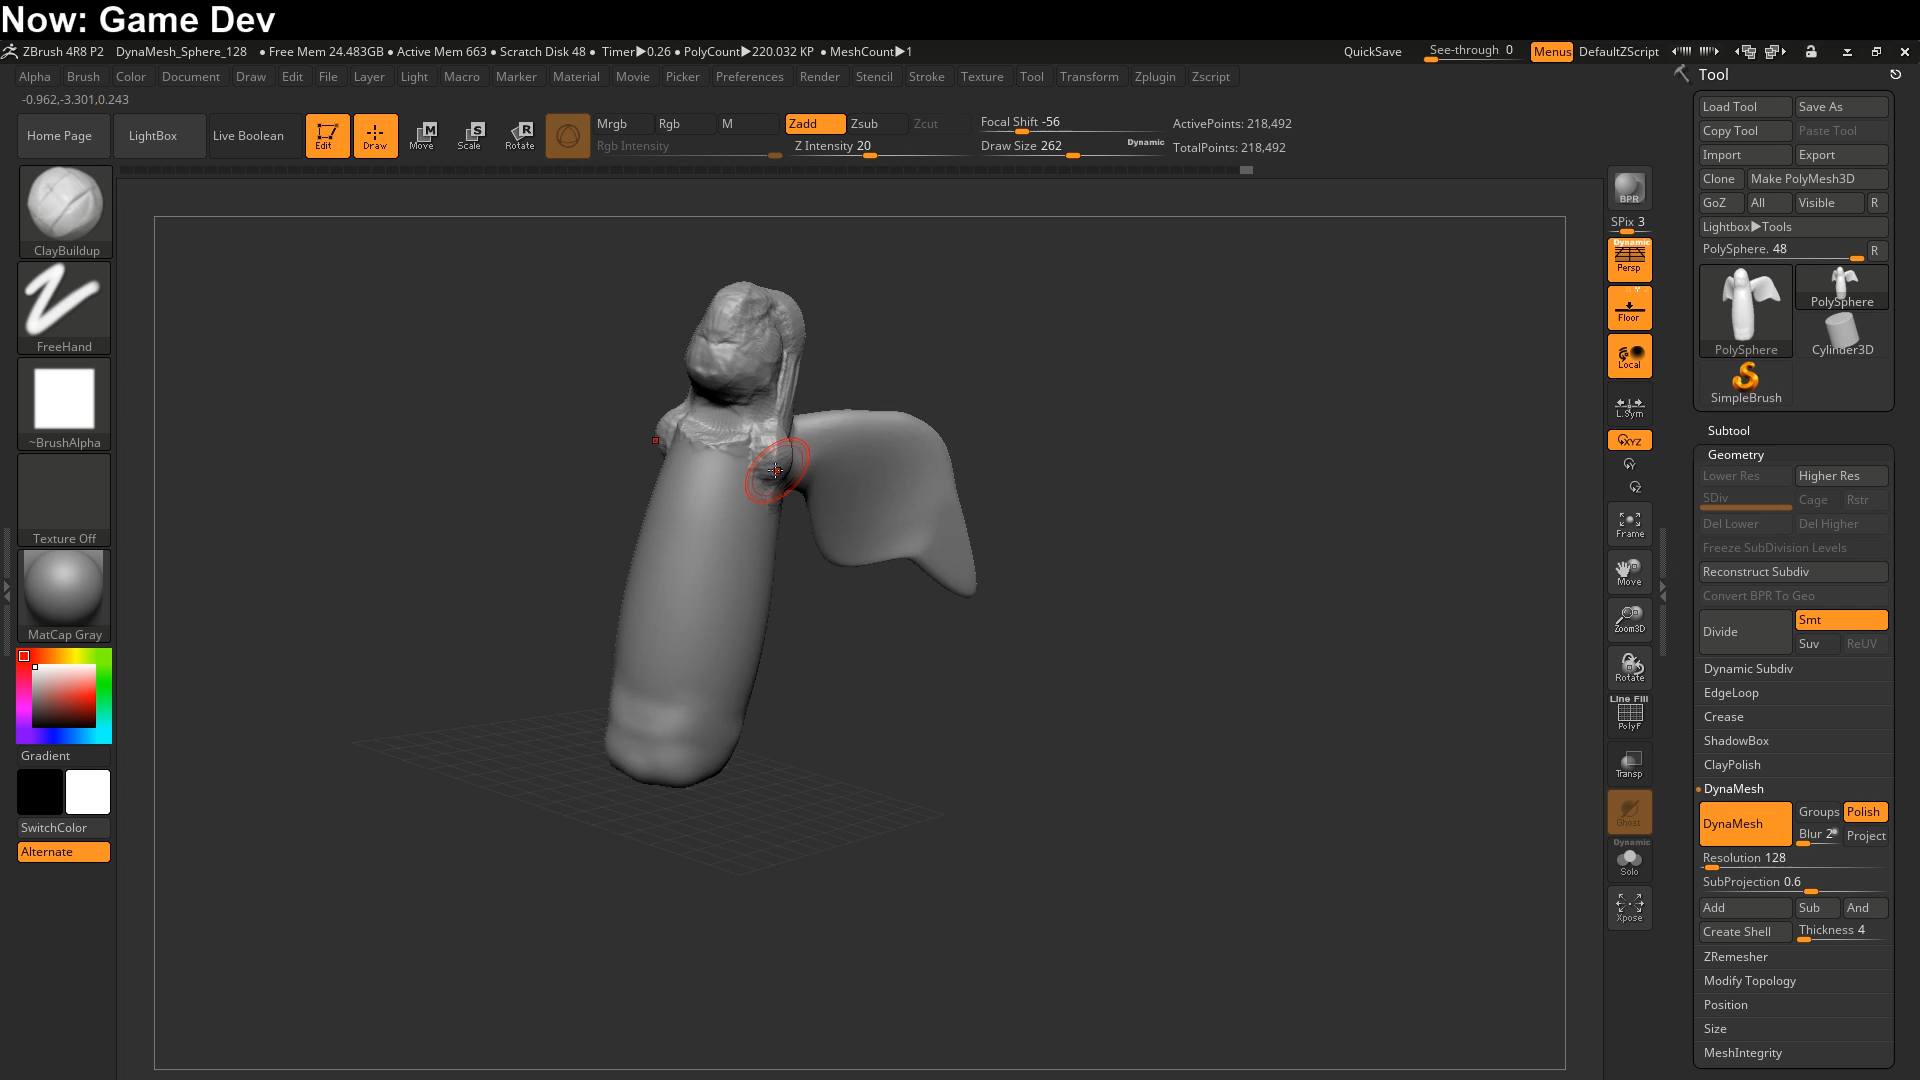 Now: Game Dev
ZBrush 4R8 P2 DynaMesh_Sphere_128 ● Free Mem 24.483GB ● Active Mem 663 ● Scratch Disk 48 ● Timer▶0.26 ● PolyCount▶220.032 KP ● MeshCount▶1 QuickSave See-through 0 Menus DefaultZScript
Alpha Brush Color Document Draw Edit File Layer Light Macro Marker Material Movie Picker Preferences Render Stencil Stroke Texture Tool Transform Zplugin Zscript
Tool
-0.962,-3.301,0.243
Home Page LightBox Live Boolean Edit Draw Move Scale Rotate
M S R
Mrgb Rgb M Zadd Zsub Zcut Focal Shift -56 ActivePoints: 218,492
Rgb Intensity Z Intensity 20 Draw Size 262 Dynamic TotalPoints: 218,492
ClayBuildup
FreeHand
~BrushAlpha
Texture Off
MatCap Gray
Gradient
SwitchColor
Alternate
BPR
SPix 3
Dynamic
Persp
Floor
Local
L.Sym
XYZ
Y
Z
Frame
Move
Zoom3D
Rotate
Line Fill
PolyF
Transp
Ghost
Dynamic
Solo
Xpose
Load Tool Save As
Copy Tool Paste Tool
Import Export
Clone Make PolyMesh3D
GoZ All Visible R
Lightbox▶Tools
PolySphere. 48 R
PolySphere PolySphere
Cylinder3D
SimpleBrush
Subtool
Geometry
Lower Res Higher Res
SDiv Cage Rstr
Del Lower Del Higher
Freeze SubDivision Levels
Reconstruct Subdiv
Convert BPR To Geo
Divide Smt
Suv ReUV
Dynamic Subdiv
EdgeLoop
Crease
ShadowBox
ClayPolish
DynaMesh
DynaMesh Groups Polish
Blur 2 Project
Resolution 128
SubProjection 0.6
Add Sub And
Create Shell Thickness 4
ZRemesher
Modify Topology
Position
Size
MeshIntegrity